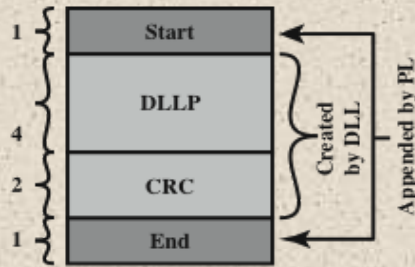 1
Start
DLLP
4
2
CRC
1
End
Created
by DLL
Appended by PL